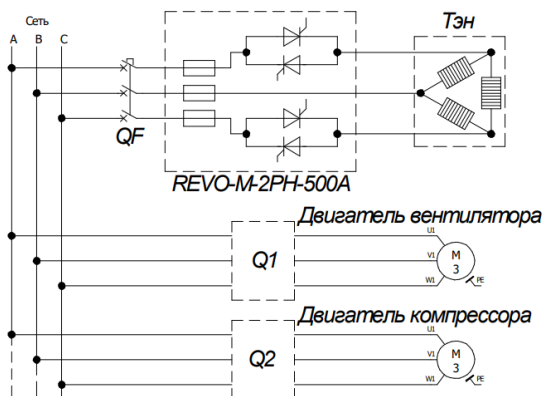 Сеть
Тэн
A B C
QF
REVO-M-2PH-500A
Двигатель вентилятора
U1
Q1
V1
M
3
W1
PE
Двигатель компрессора
U1
Q2
V1
M
3
W1
PE